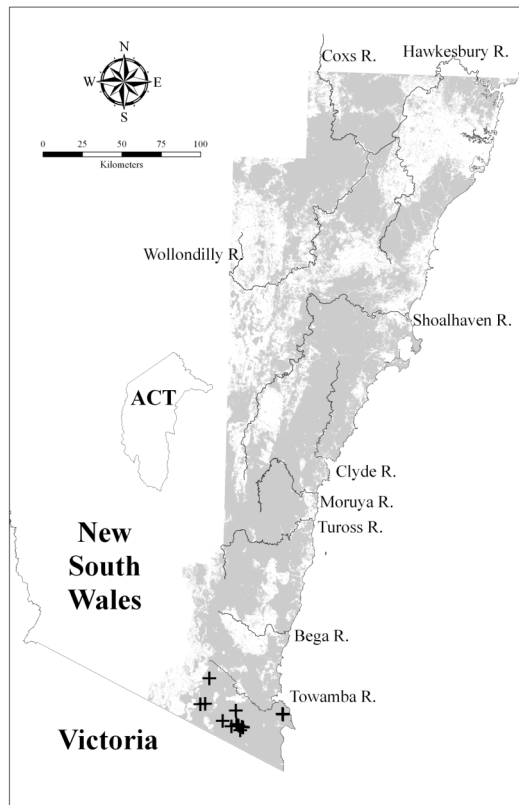 Coxs R.
Hawkesbury R.
N
W
E
S
0 25 50 75 100
Kilometers
Wollondilly R.
Shoalhaven R.
ACT
Clyde R.
Moruya R.
Tuross R.
New
South
Wales
Bega R.
Towamba R.
Victoria